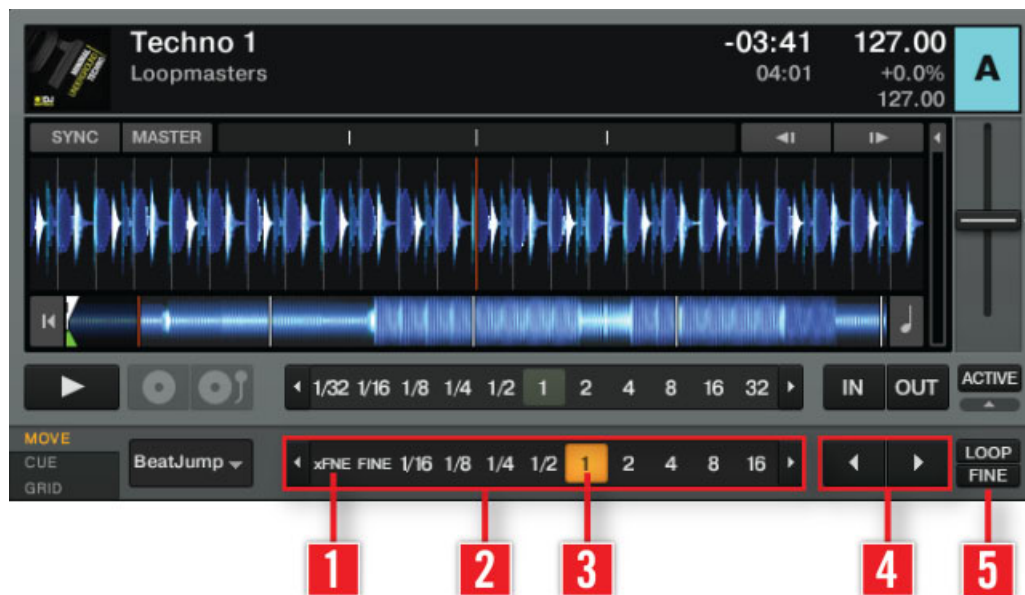 Techno 1 -03:41 127.00
Loopmasters 04:01 +0.0% A
127.00
SYNC MASTER
1/32 1/16 1/8 1/4 1/2 1 2 4 8 16 32 IN OUT ACTIVE
MOVE
CUE BeatJump xFNE FINE 1/16 1/8 1/4 1/2 1 2 4 8 16 LOOP
GRID FINE
1 2 3 4 5